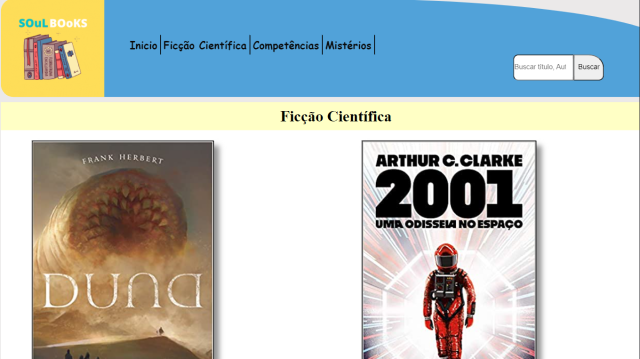 SOuL BOoKS
Inicio Ficção Científica Competências Mistérios
Buscar título, Aut Buscar
Ficção Científica
FRANK HERBERT
DUNA
ARTHUR C. CLARKE
2001
UMA ODISSEIA NO ESPAÇO